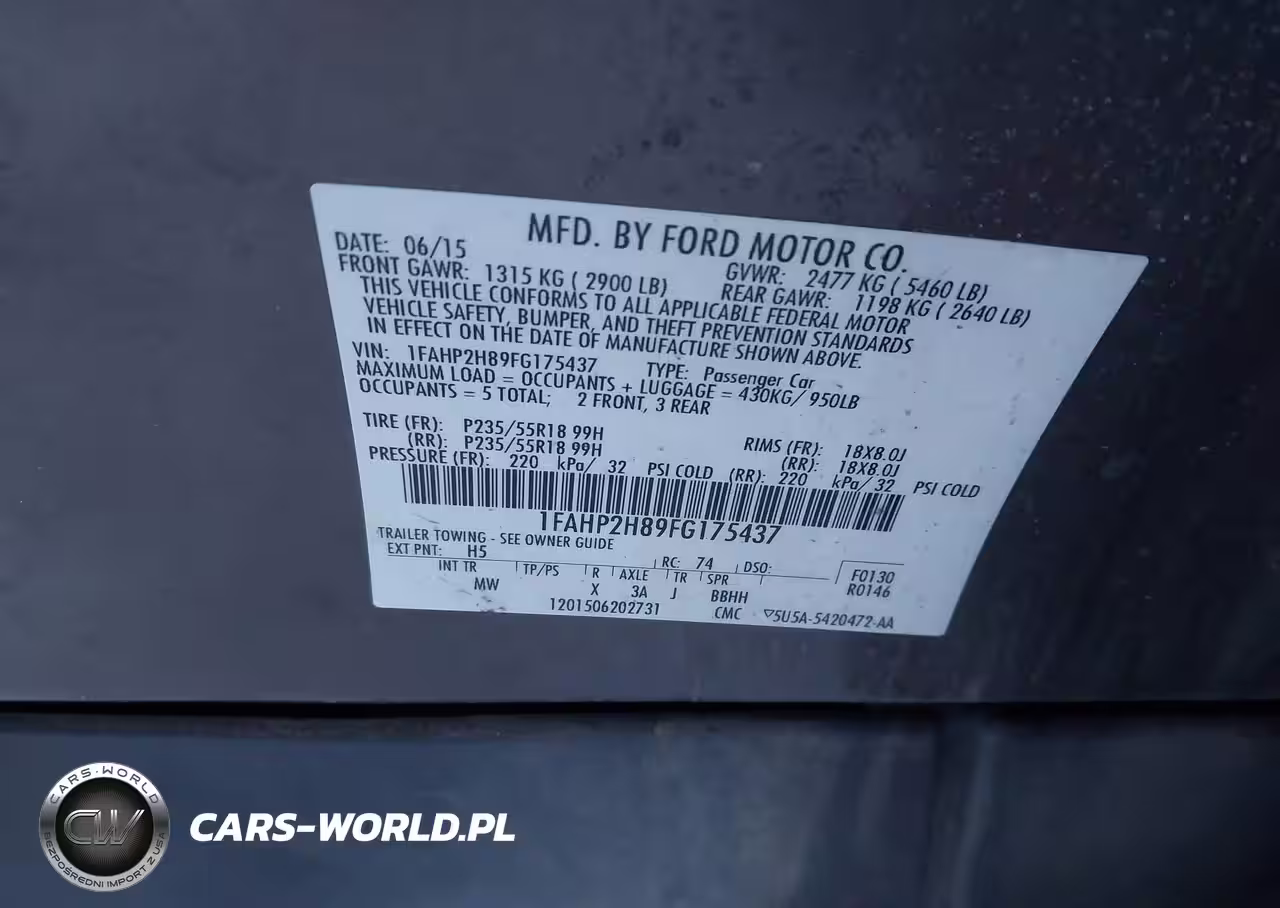 MFD. BY FORD MOTOR CO.
DATE: 06/15 GVWR: 2477 KG ( 5460 LB)
FRONT GAWR: 1315 KG ( 2900 LB) REAR GAWR: 1198 KG ( 2640 LB)
THIS VEHICLE CONFORMS TO ALL APPLICABLE FEDERAL MOTOR
VEHICLE SAFETY, BUMPER, AND THEFT PREVENTION STANDARDS
IN EFFECT ON THE DATE OF MANUFACTURE SHOWN ABOVE.
VIN: 1FAHP2H89FG175437 TYPE: Passenger Car
MAXIMUM LOAD = OCCUPANTS + LUGGAGE = 430KG/ 950LB
OCCUPANTS = 5 TOTAL; 2 FRONT, 3 REAR
TIRE (FR): P235/55R18 99H RIMS (FR): 18X8.0J
(RR): P235/55R18 99H (RR): 18X8.0J
PRESSURE (FR): 220 kPa/ 32 PSI COLD (RR): 220 kPa/ 32 PSI COLD
1FAHP2H89FG175437
TRAILER TOWING - SEE OWNER GUIDE
EXT PNT: H5 RC: 74 DSO: F0130
INT TR TP/PS R AXLE TR SPR R0146
MW X 3A J BBHH
1201506202731 CMC ▽5U5A-5420472-AA
CARS-WORLD
CW
BEZPOŚREDNI IMPORT Z USA
CARS-WORLD.PL